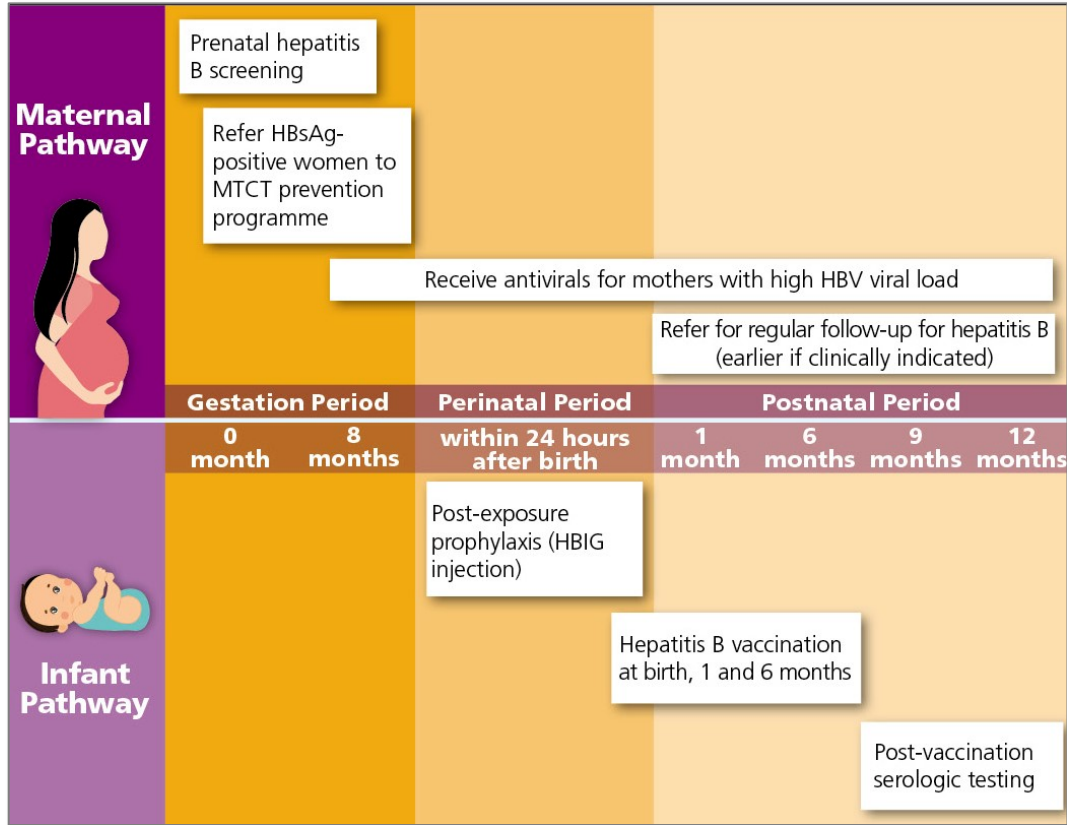 Maternal
Pathway
Prenatal hepatitis
B screening
Refer HBsAg-
positive women to
MTCT prevention
programme
Receive antivirals for mothers with high HBV viral load
Refer for regular follow-up for hepatitis B
(earlier if clinically indicated)
Gestation Period
Perinatal Period
Postnatal Period
0
month
8
months
within 24 hours
after birth
1
month
6
months
9
months
12
months
Infant
Pathway
Post-exposure
prophylaxis (HBIG
injection)
Hepatitis B vaccination
at birth, 1 and 6 months
Post-vaccination
serologic testing